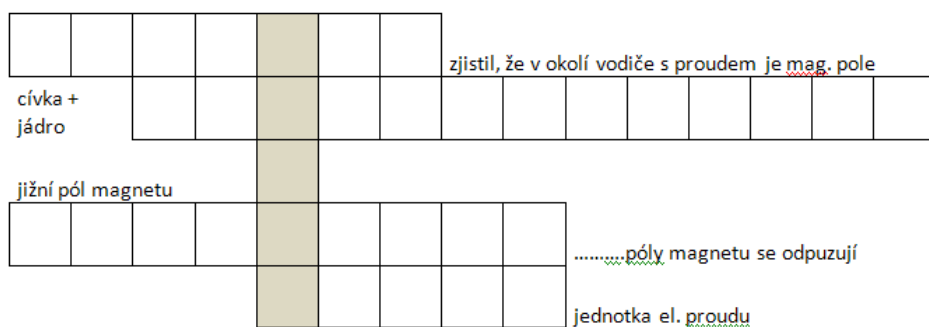 zjistil, že v okolí vodiče s proudem je mag. pole
cívka +
jádro
jižní pól magnetu
..........póly magnetu se odpuzují
jednotka el. proudu